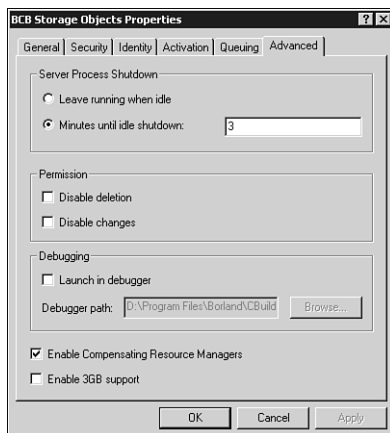 BCB Storage Objects Properties
General Security Identity Activation Queuing Advanced
Server Process Shutdown
Leave running when idle
Minutes until idle shutdown: 3
Permission
Disable deletion
Disable changes
Debugging
Launch in debugger
Debugger path: D:\Program Files\Borland\CBuild Browse...
Enable Compensating Resource Managers
Enable 3GB support
OK Cancel Apply